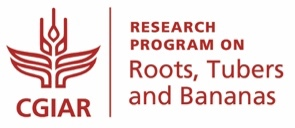 RESEARCH
PROGRAM ON
Roots, Tubers
and Bananas
CGIAR